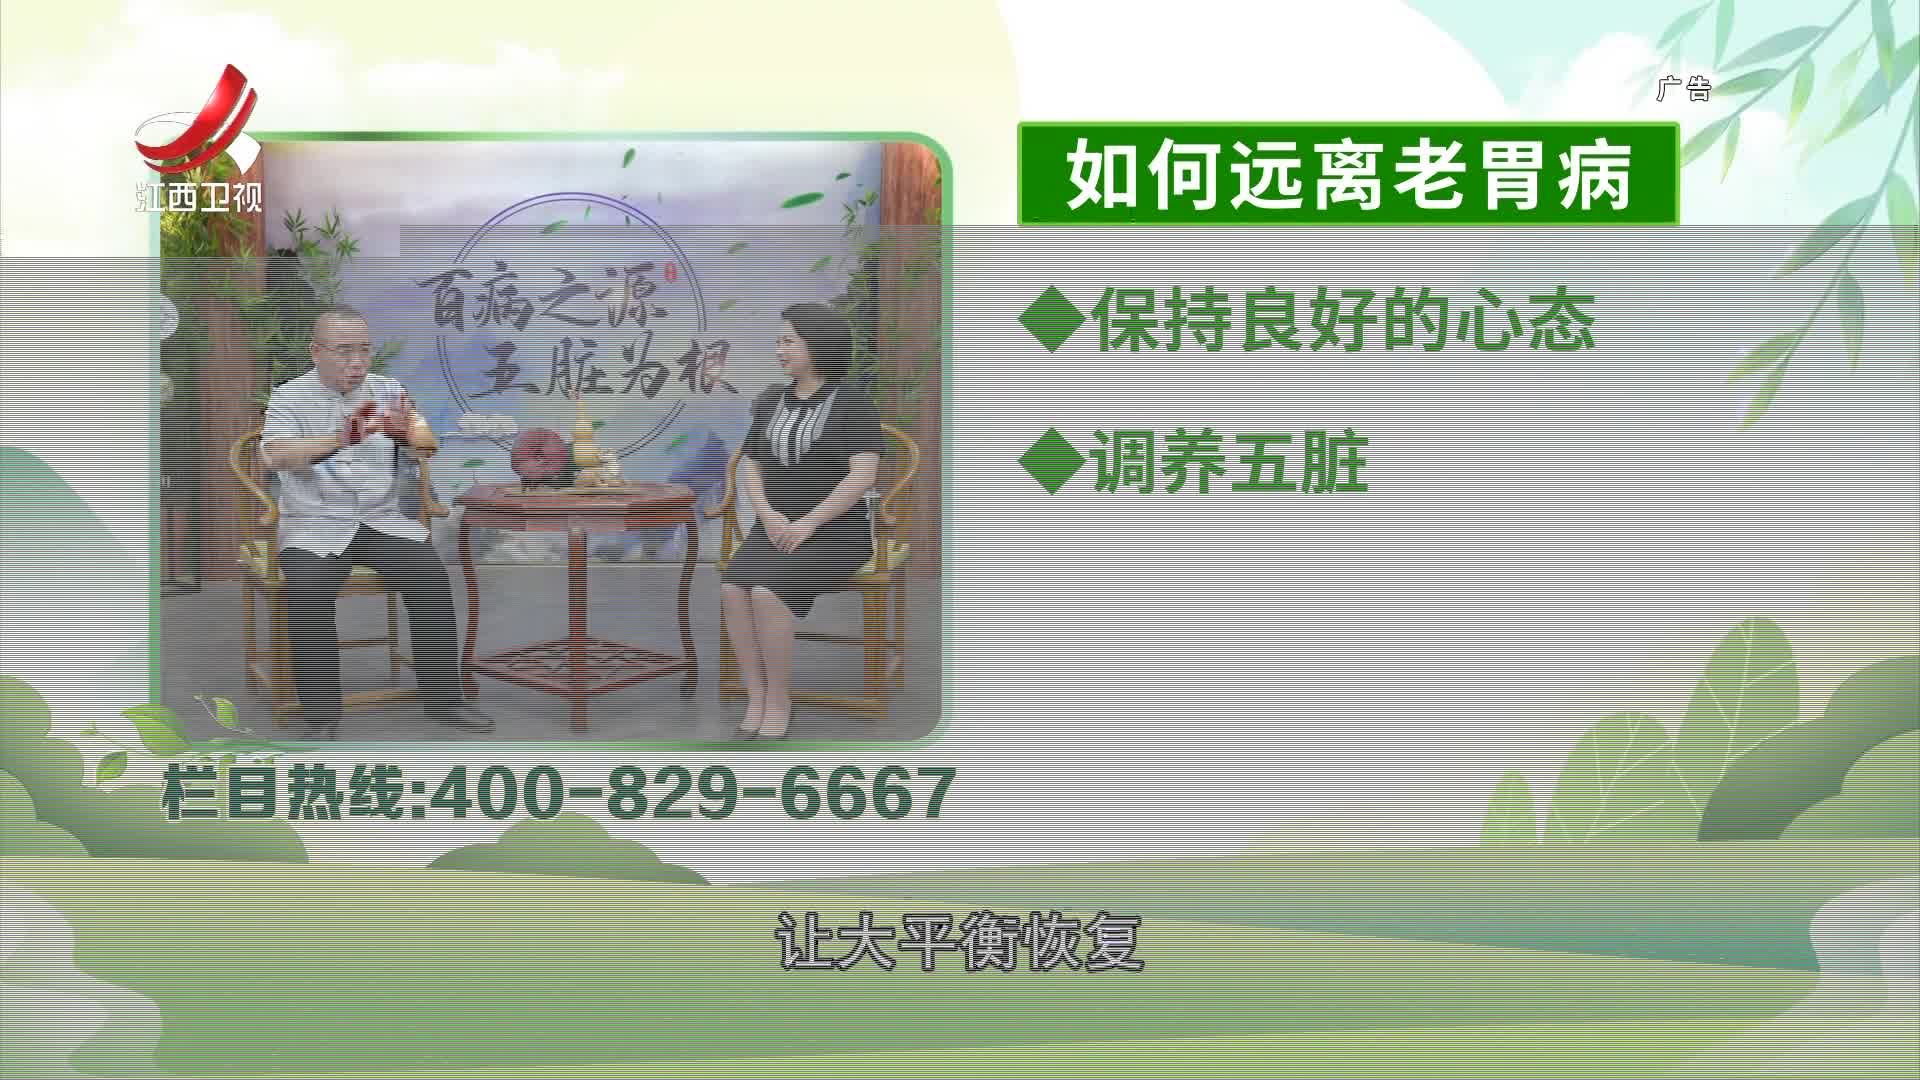 广告
江西卫视
如何远离老胃病
百病之源
五脏为根
◆保持良好的心态
◆调养五脏
栏目热线:400-829-6667
让大平衡恢复